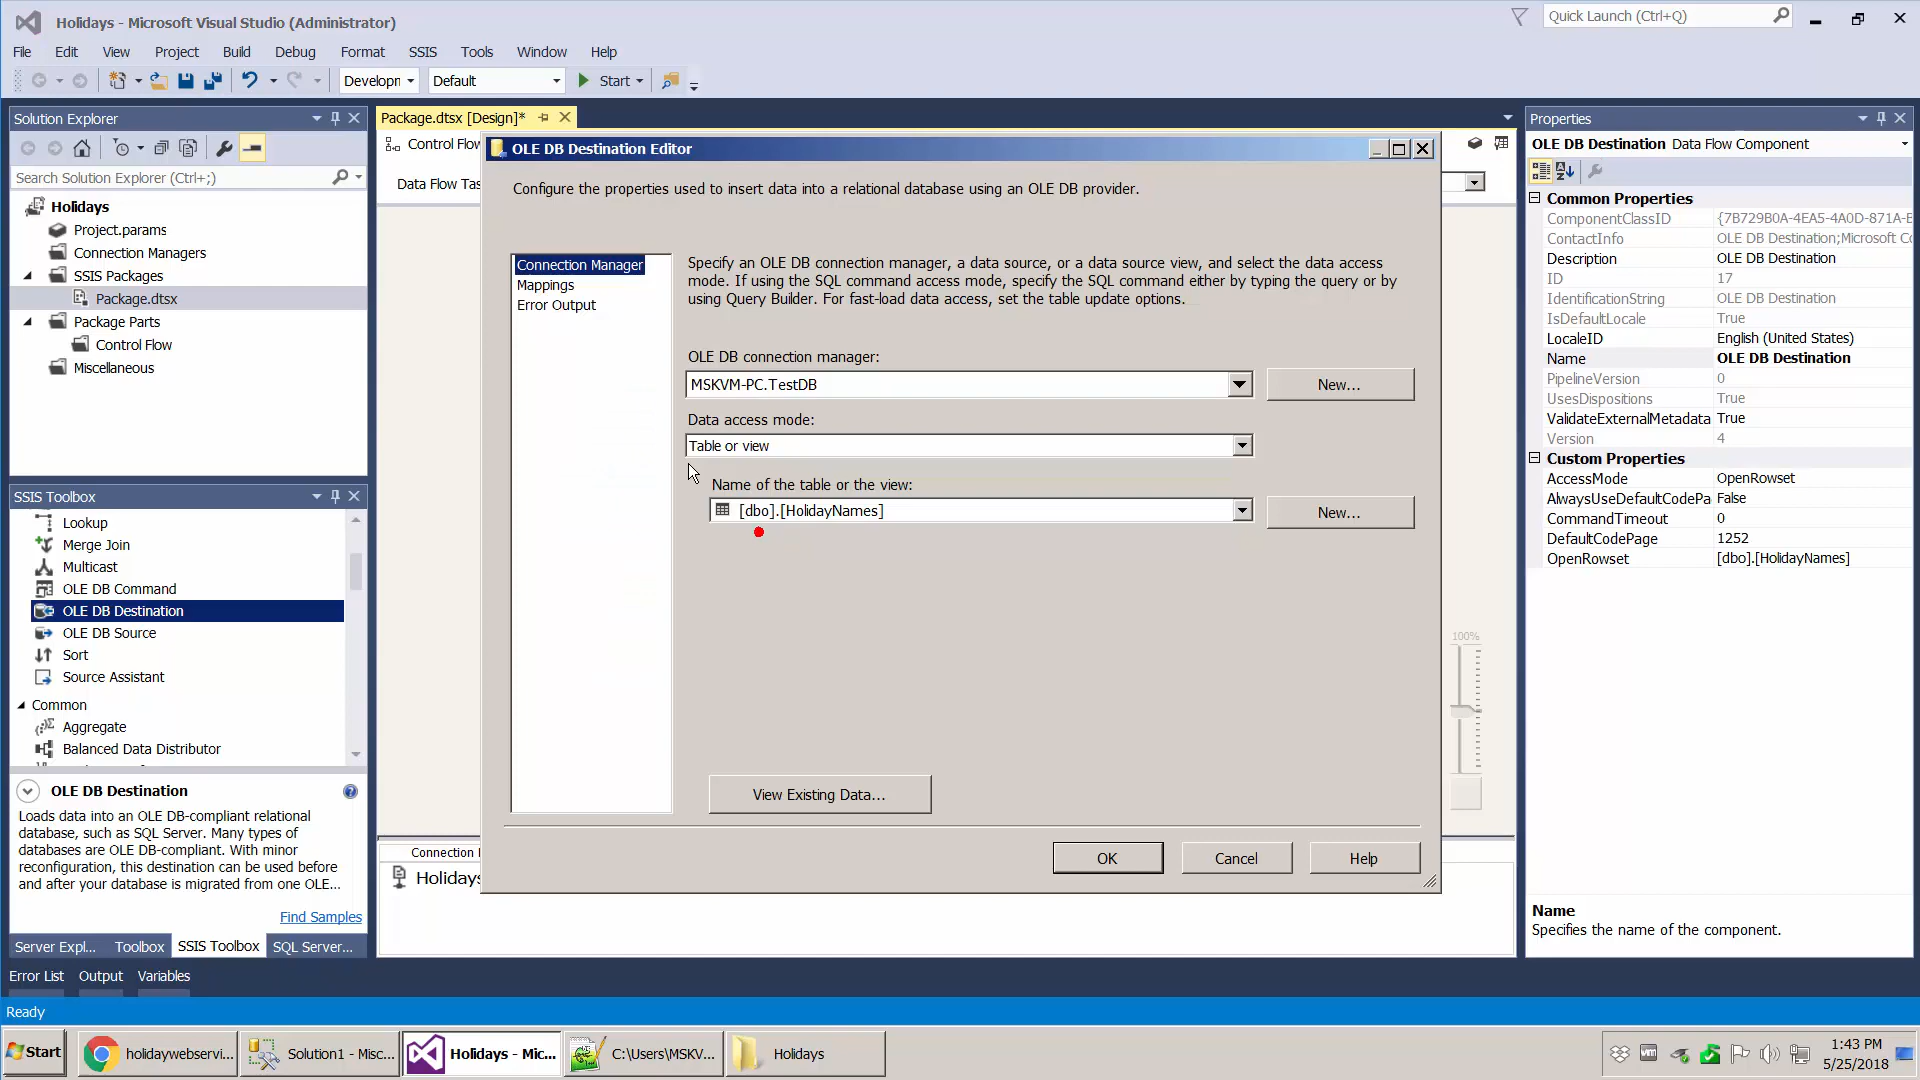 Holidays - Microsoft Visual Studio (Administrator)
Quick Launch (Ctrl+Q)
File Edit View Project Build Debug Format SSIS Tools Window Help
Developn Default Start
Solution Explorer
Search Solution Explorer (Ctrl+;)
Holidays
Project.params
Connection Managers
SSIS Packages
Package.dtsx
Package Parts
Control Flow
Miscellaneous
SSIS Toolbox
Lookup
Merge Join
Multicast
OLE DB Command
OLE DB Destination
OLE DB Source
Sort
Source Assistant
Common
Aggregate
Balanced Data Distributor
OLE DB Destination
Loads data into an OLE DB-compliant relational
database, such as SQL Server. Many types of
databases are OLE DB-compliant. With minor
reconfiguration, this destination can be used before
and after your database is migrated from one OLE...
Find Samples
Server Expl... Toolbox SSIS Toolbox SQL Server...
Error List Output Variables
Ready
Package.dtsx [Design]*
Control Flow
Data Flow Tas
OLE DB Destination Editor
Configure the properties used to insert data into a relational database using an OLE DB provider.
Connection Manager
Mappings
Error Output
Specify an OLE DB connection manager, a data source, or a data source view, and select the data access
mode. If using the SQL command access mode, specify the SQL command either by typing the query or by
using Query Builder. For fast-load data access, set the table update options.
OLE DB connection manager:
MSKVM-PC.TestDB
New...
Data access mode:
Table or view
Name of the table or the view:
[dbo].[HolidayNames]
New...
View Existing Data...
OK Cancel Help
100%
Connection
Holidays
Properties
OLE DB Destination Data Flow Component
Common Properties
ComponentClassID {7B729B0A-4EA5-4A0D-871A-E
ContactInfo OLE DB Destination;Microsoft Cc
Description OLE DB Destination
ID 17
IdentificationString OLE DB Destination
IsDefaultLocale True
LocaleID English (United States)
Name OLE DB Destination
PipelineVersion 0
UsesDispositions True
ValidateExternalMetadata True
Version 4
Custom Properties
AccessMode OpenRowset
AlwaysUseDefaultCodePa False
CommandTimeout 0
DefaultCodePage 1252
OpenRowset [dbo].[HolidayNames]
Name
Specifies the name of the component.
Start holidaywebservi... Solution1 - Misc... Holidays - Mic... C:\Users\MSKV... Holidays
1:43 PM
5/25/2018